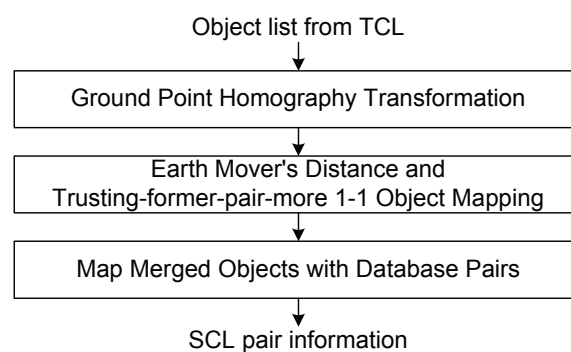 Object list from TCL
Ground Point Homography Transformation
Earth Mover's Distance and
Trusting-former-pair-more 1-1 Object Mapping
Map Merged Objects with Database Pairs
SCL pair information